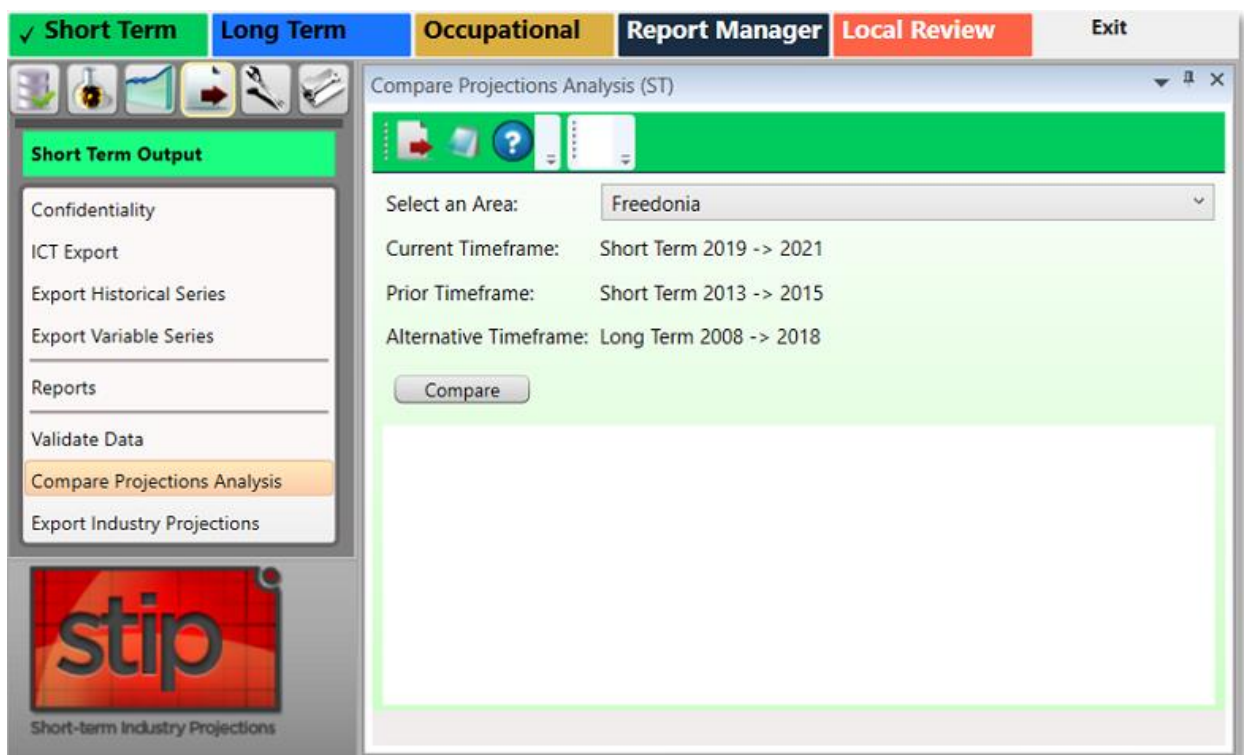 ✓ Short Term Long Term Occupational Report Manager Local Review Exit
Compare Projections Analysis (ST)
Short Term Output
Confidentiality
ICT Export
Export Historical Series
Export Variable Series
Reports
Validate Data
Compare Projections Analysis
Export Industry Projections
stip
Short-term Industry Projections
Select an Area: Freedonia
Current Timeframe: Short Term 2019 -> 2021
Prior Timeframe: Short Term 2013 -> 2015
Alternative Timeframe: Long Term 2008 -> 2018
Compare